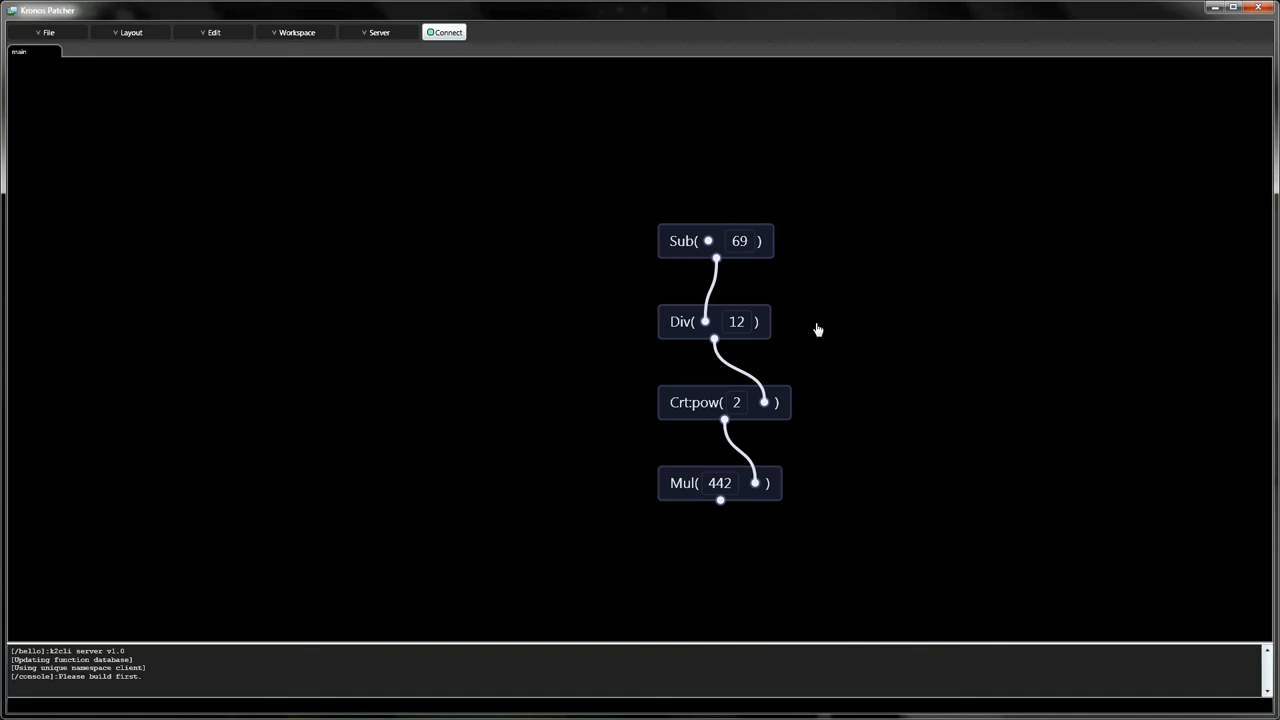 Kronos Patcher
v File v Layout v Edit v Workspace v Server Connect
main
Sub( 69 )
Div( 12 )
Crt:pow( 2 )
Mul( 442 )
[/hello]:k2cli server v1.0
[Updating function database]
[Using unique namespace client]
[/console]:Please build first.